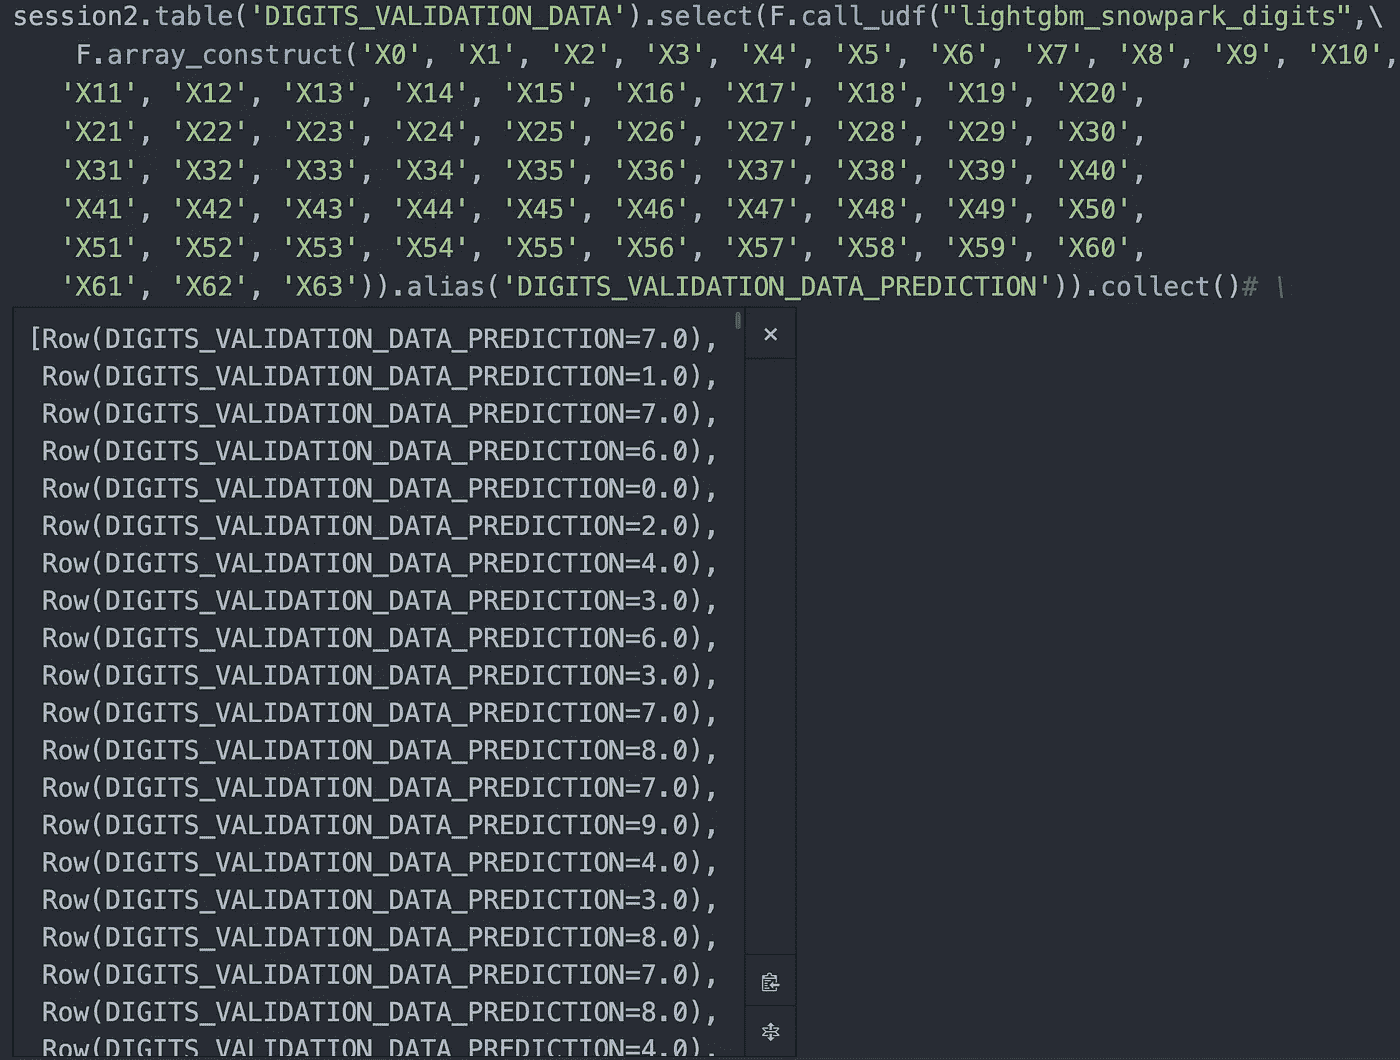 session2.table('DIGITS_VALIDATION_DATA').select(F.call_udf("lightgbm_snowpark_digits",\
F.array_construct('X0', 'X1', 'X2', 'X3', 'X4', 'X5', 'X6', 'X7', 'X8', 'X9', 'X10',
'X11', 'X12', 'X13', 'X14', 'X15', 'X16', 'X17', 'X18', 'X19', 'X20',
'X21', 'X22', 'X23', 'X24', 'X25', 'X26', 'X27', 'X28', 'X29', 'X30',
'X31', 'X32', 'X33', 'X34', 'X35', 'X36', 'X37', 'X38', 'X39', 'X40',
'X41', 'X42', 'X43', 'X44', 'X45', 'X46', 'X47', 'X48', 'X49', 'X50',
'X51', 'X52', 'X53', 'X54', 'X55', 'X56', 'X57', 'X58', 'X59', 'X60',
'X61', 'X62', 'X63')).alias('DIGITS_VALIDATION_DATA_PREDICTION')).collect()# \
[Row(DIGITS_VALIDATION_DATA_PREDICTION=7.0),
Row(DIGITS_VALIDATION_DATA_PREDICTION=1.0),
Row(DIGITS_VALIDATION_DATA_PREDICTION=7.0),
Row(DIGITS_VALIDATION_DATA_PREDICTION=6.0),
Row(DIGITS_VALIDATION_DATA_PREDICTION=0.0),
Row(DIGITS_VALIDATION_DATA_PREDICTION=2.0),
Row(DIGITS_VALIDATION_DATA_PREDICTION=4.0),
Row(DIGITS_VALIDATION_DATA_PREDICTION=3.0),
Row(DIGITS_VALIDATION_DATA_PREDICTION=6.0),
Row(DIGITS_VALIDATION_DATA_PREDICTION=3.0),
Row(DIGITS_VALIDATION_DATA_PREDICTION=7.0),
Row(DIGITS_VALIDATION_DATA_PREDICTION=8.0),
Row(DIGITS_VALIDATION_DATA_PREDICTION=7.0),
Row(DIGITS_VALIDATION_DATA_PREDICTION=9.0),
Row(DIGITS_VALIDATION_DATA_PREDICTION=4.0),
Row(DIGITS_VALIDATION_DATA_PREDICTION=3.0),
Row(DIGITS_VALIDATION_DATA_PREDICTION=8.0),
Row(DIGITS_VALIDATION_DATA_PREDICTION=7.0),
Row(DIGITS_VALIDATION_DATA_PREDICTION=8.0),
Row(DIGITS_VALIDATION_DATA_PREDICTION=4.0),